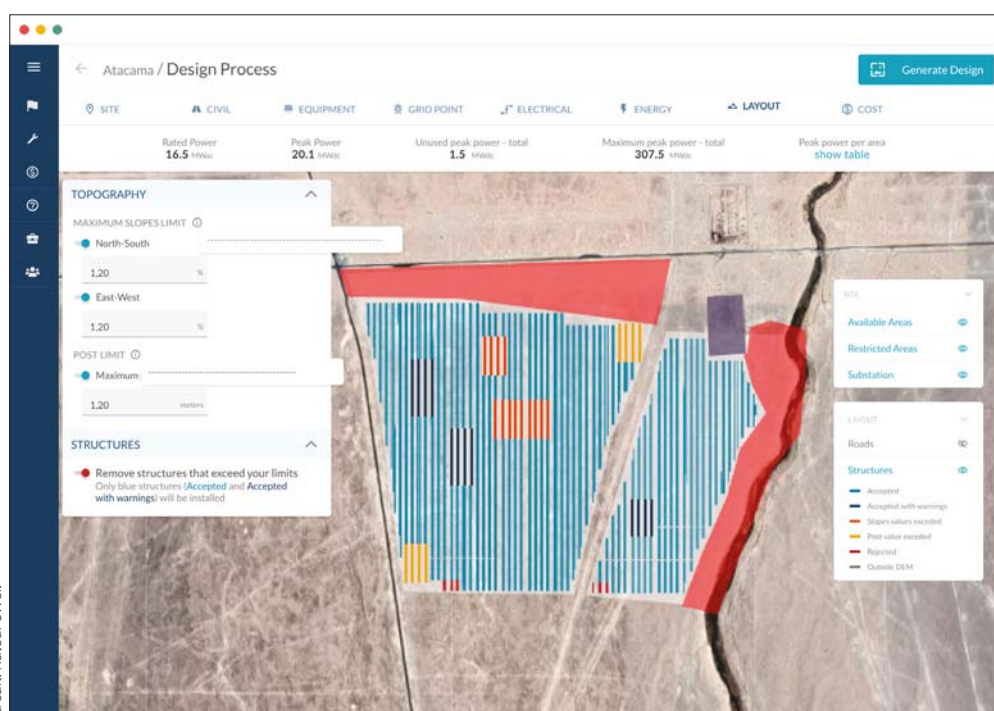 Atacama / Design Process
Generate Design
SITE
CIVIL
EQUIPMENT
GRID POINT
ELECTRICAL
ENERGY
LAYOUT
COST
Rated Power
16.5 MWac
Peak Power
20.1 MWdc
Unused peak power - total
1.5 MWdc
Maximum peak power - total
307.5 MWdc
Peak power per area
show table
TOPOGRAPHY
MAXIMUM SLOPES LIMIT
North-South
1,20 %
East-West
1,20 %
POST LIMIT
Maximum
1,20 meters
STRUCTURES
Remove structures that exceed your limits
Only blue structures (Accepted and Accepted
with warnings) will be installed
SITE
Available Areas
Restricted Areas
Substation
LAYOUT
Roads
Structures
Accepted
Accepted with warnings
Slopes values exceded
Post value exceded
Rejected
Outside DEM